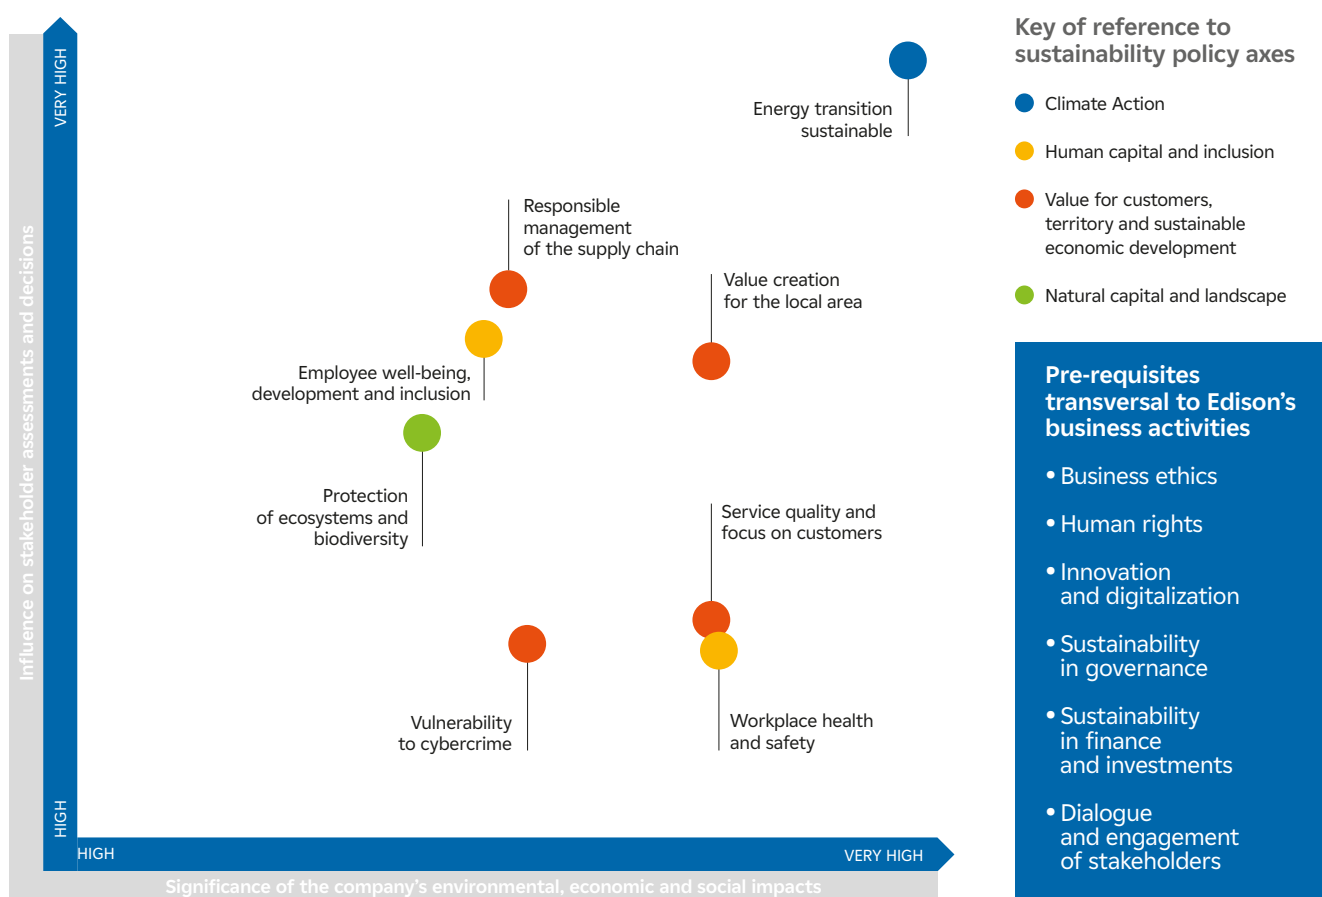 VERY HIGH
HIGH
Influence on stakeholder assessments and decisions
Energy transition
sustainable
Responsible
management
of the supply chain
Value creation
for the local area
Employee well-being,
development and inclusion
Protection
of ecosystems and
biodiversity
Service quality and
focus on customers
Vulnerability
to cybercrime
Workplace health
and safety
HIGH
VERY HIGH
Significance of the company's environmental, economic and social impacts
Key of reference to
sustainability policy axes
Climate Action
Human capital and inclusion
Value for customers,
territory and sustainable
economic development
Natural capital and landscape
Pre-requisites
transversal to Edison’s
business activities
• Business ethics
• Human rights
• Innovation
and digitalization
• Sustainability
in governance
• Sustainability
in finance
and investments
• Dialogue
and engagement
of stakeholders